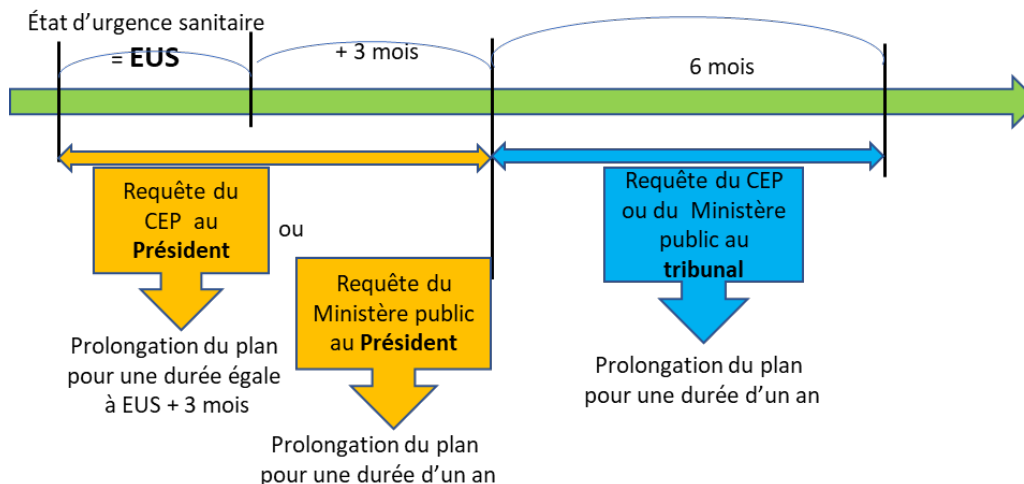 État d’urgence sanitaire
= EUS
+ 3 mois
6 mois
Requête du
CEP au
Président
ou
Requête du
Ministère public
au Président
Requête du CEP
ou du Ministère
public au
tribunal
Prolongation du plan
pour une durée égale
à EUS + 3 mois
Prolongation du plan
pour une durée d’un an
Prolongation du plan
pour une durée d’un an